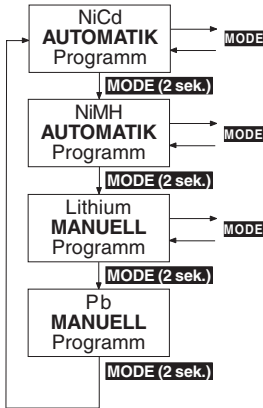 NiCd
AUTOMATIK
Programm
MODE
MODE (2 sek.)
NiMH
AUTOMATIK
Programm
MODE
MODE (2 sek.)
Lithium
MANUELL
Programm
MODE
MODE (2 sek.)
Pb
MANUELL
Programm
MODE (2 sek.)